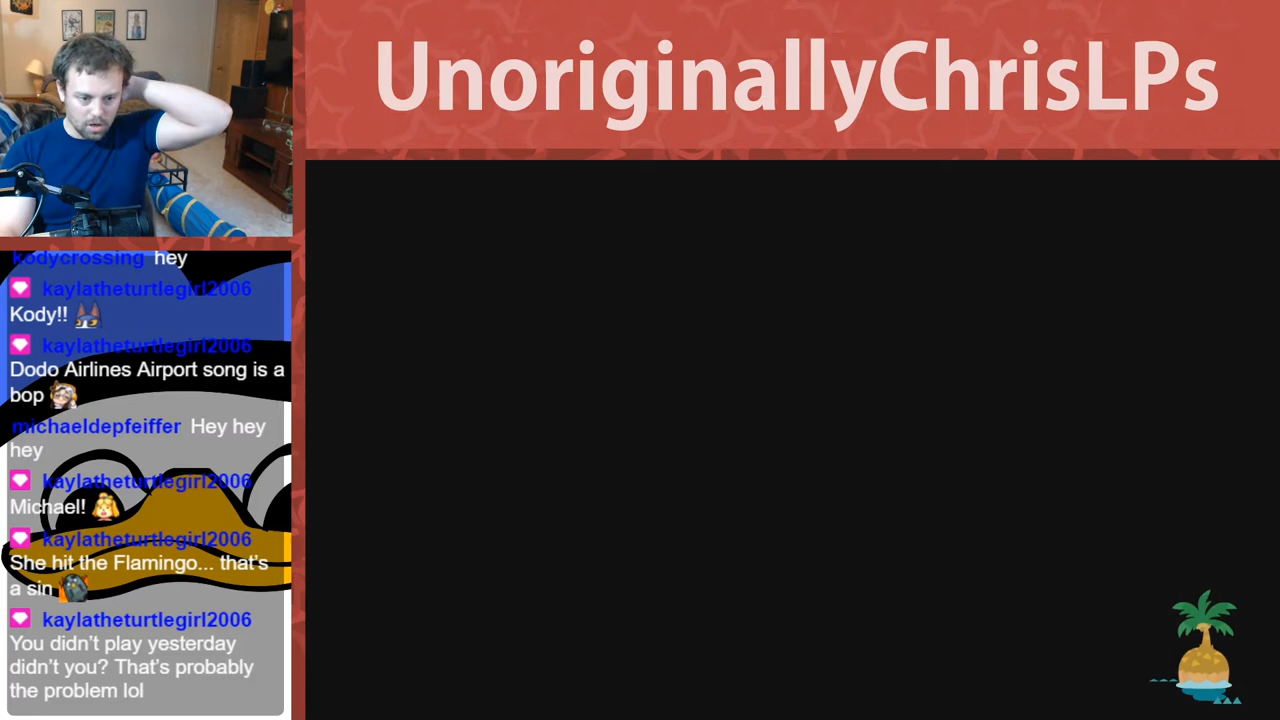 UnoriginallyChrisLPs
kodycrossing hey
kaylatheturtlegirl2006
Kody!!
kaylatheturtlegirl2006
Dodo Airlines Airport song is a
bop
michaeldepfeiffer Hey hey
hey
kaylatheturtlegirl2006
Michael!
kaylatheturtlegirl2006
She hit the Flamingo... that's
a sin
kaylatheturtlegirl2006
You didn't play yesterday
didn't you? That's probably
the problem lol